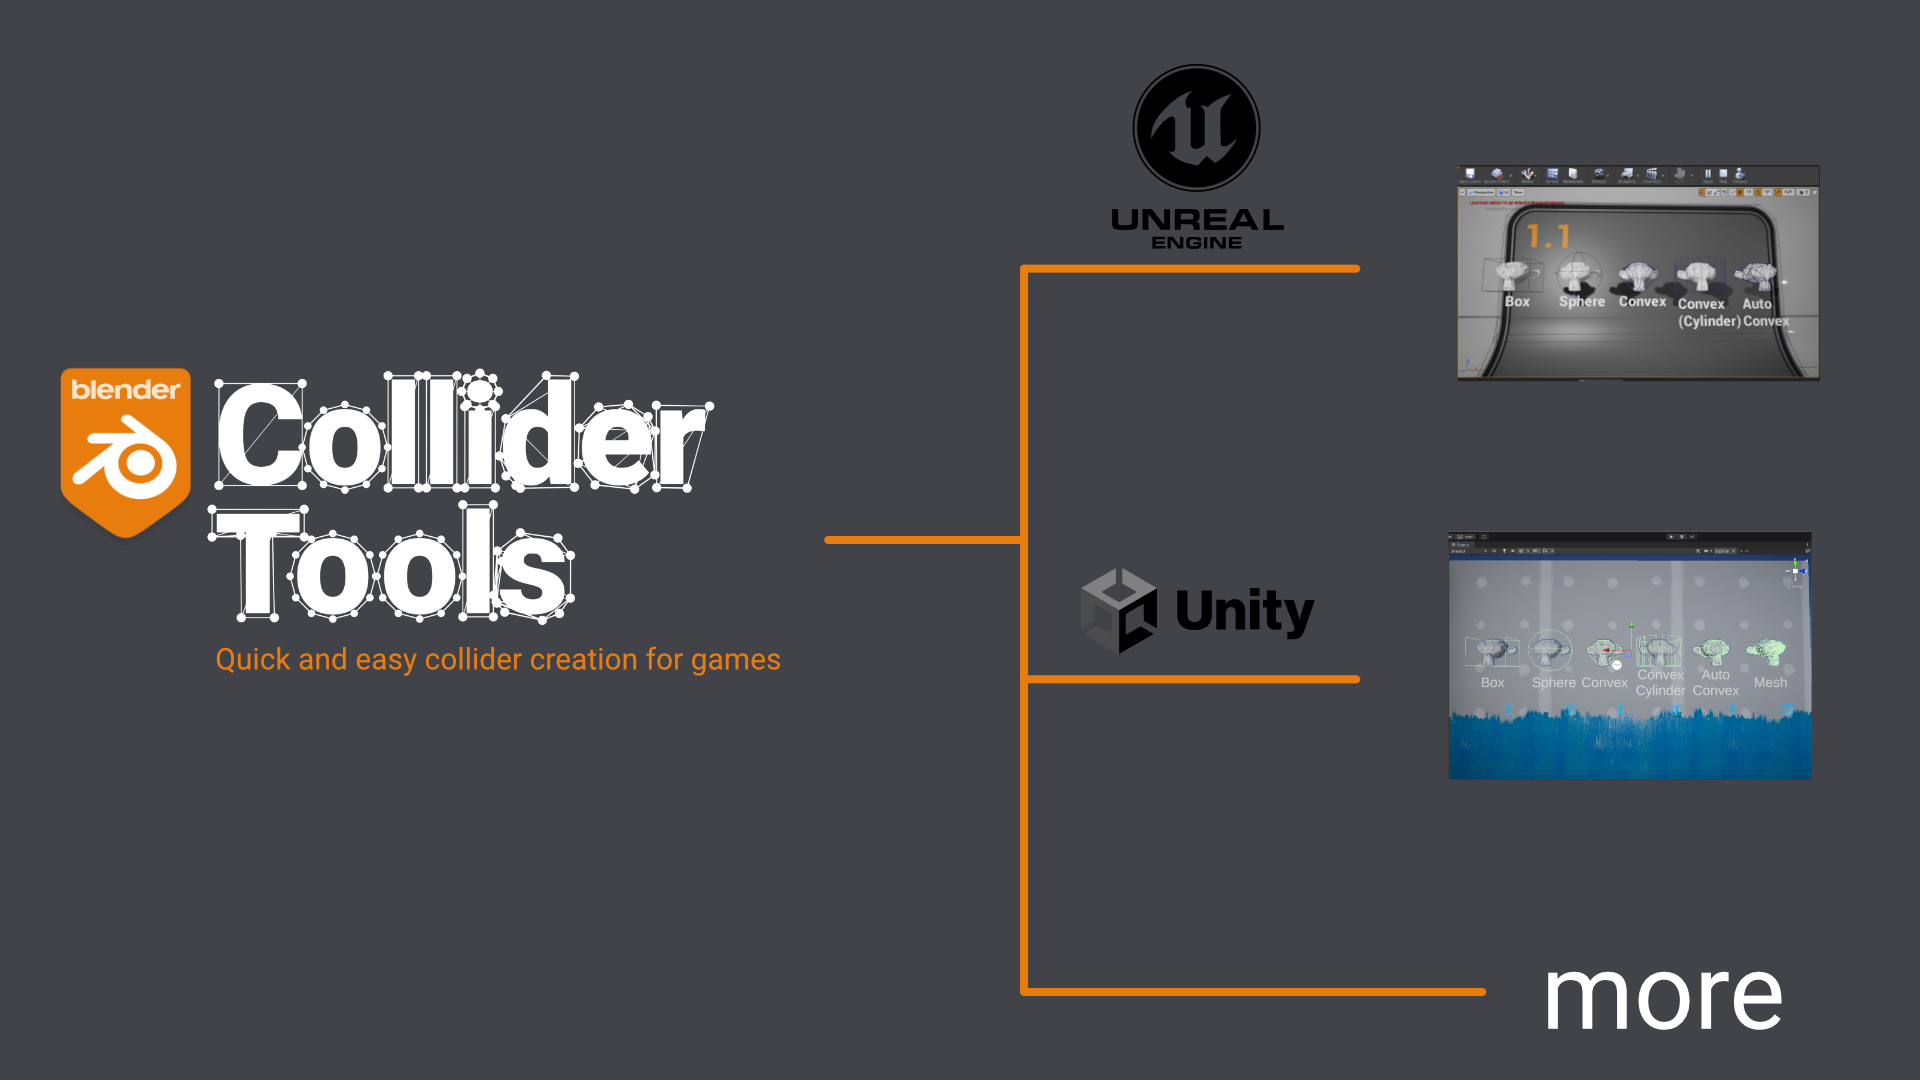 blender
Collider
Tools
Quick and easy collider creation for games
UNREAL
ENGINE
1.1
Box
Sphere
Convex
Convex
(Cylinder)
Auto
Convex
Unity
Box
Sphere
Convex
Convex
Cylinder
Auto
Convex
Mesh
more